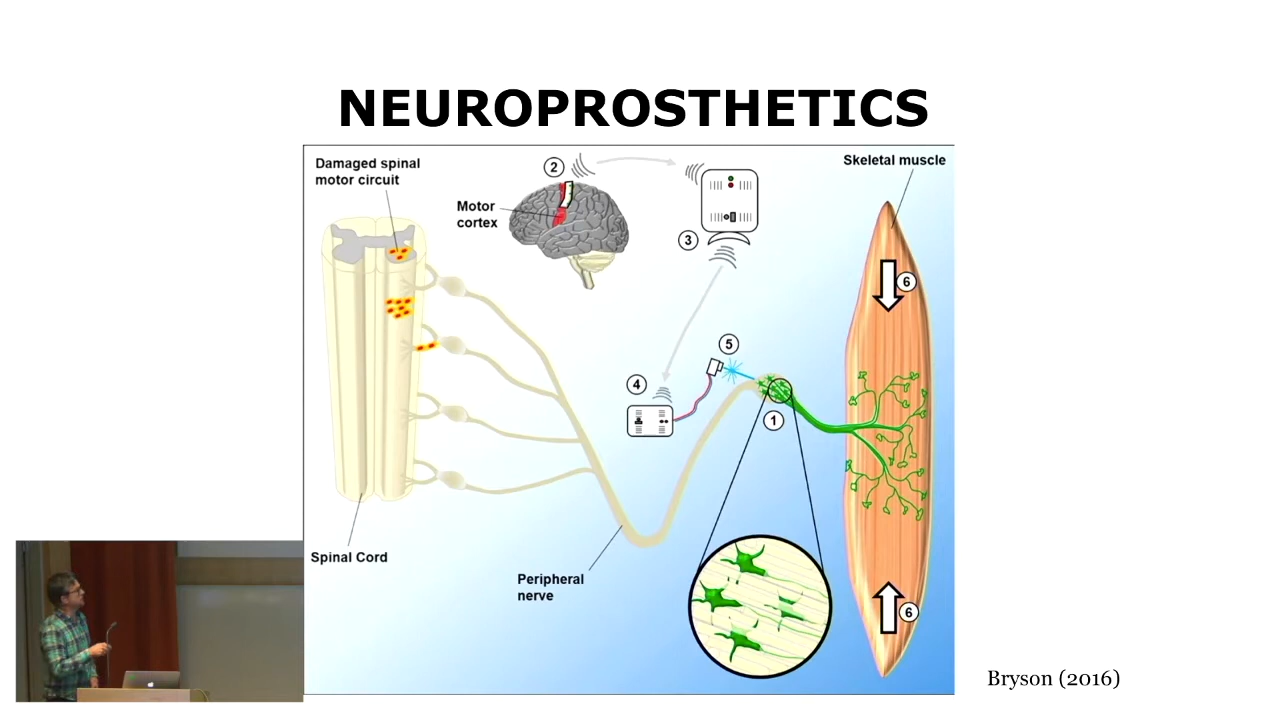 NEUROPROSTHETICS
Damaged spinal
motor circuit
2
Skeletal muscle
Motor
cortex
3
6
5
4
1
Spinal Cord
Peripheral
nerve
6
Bryson (2016)